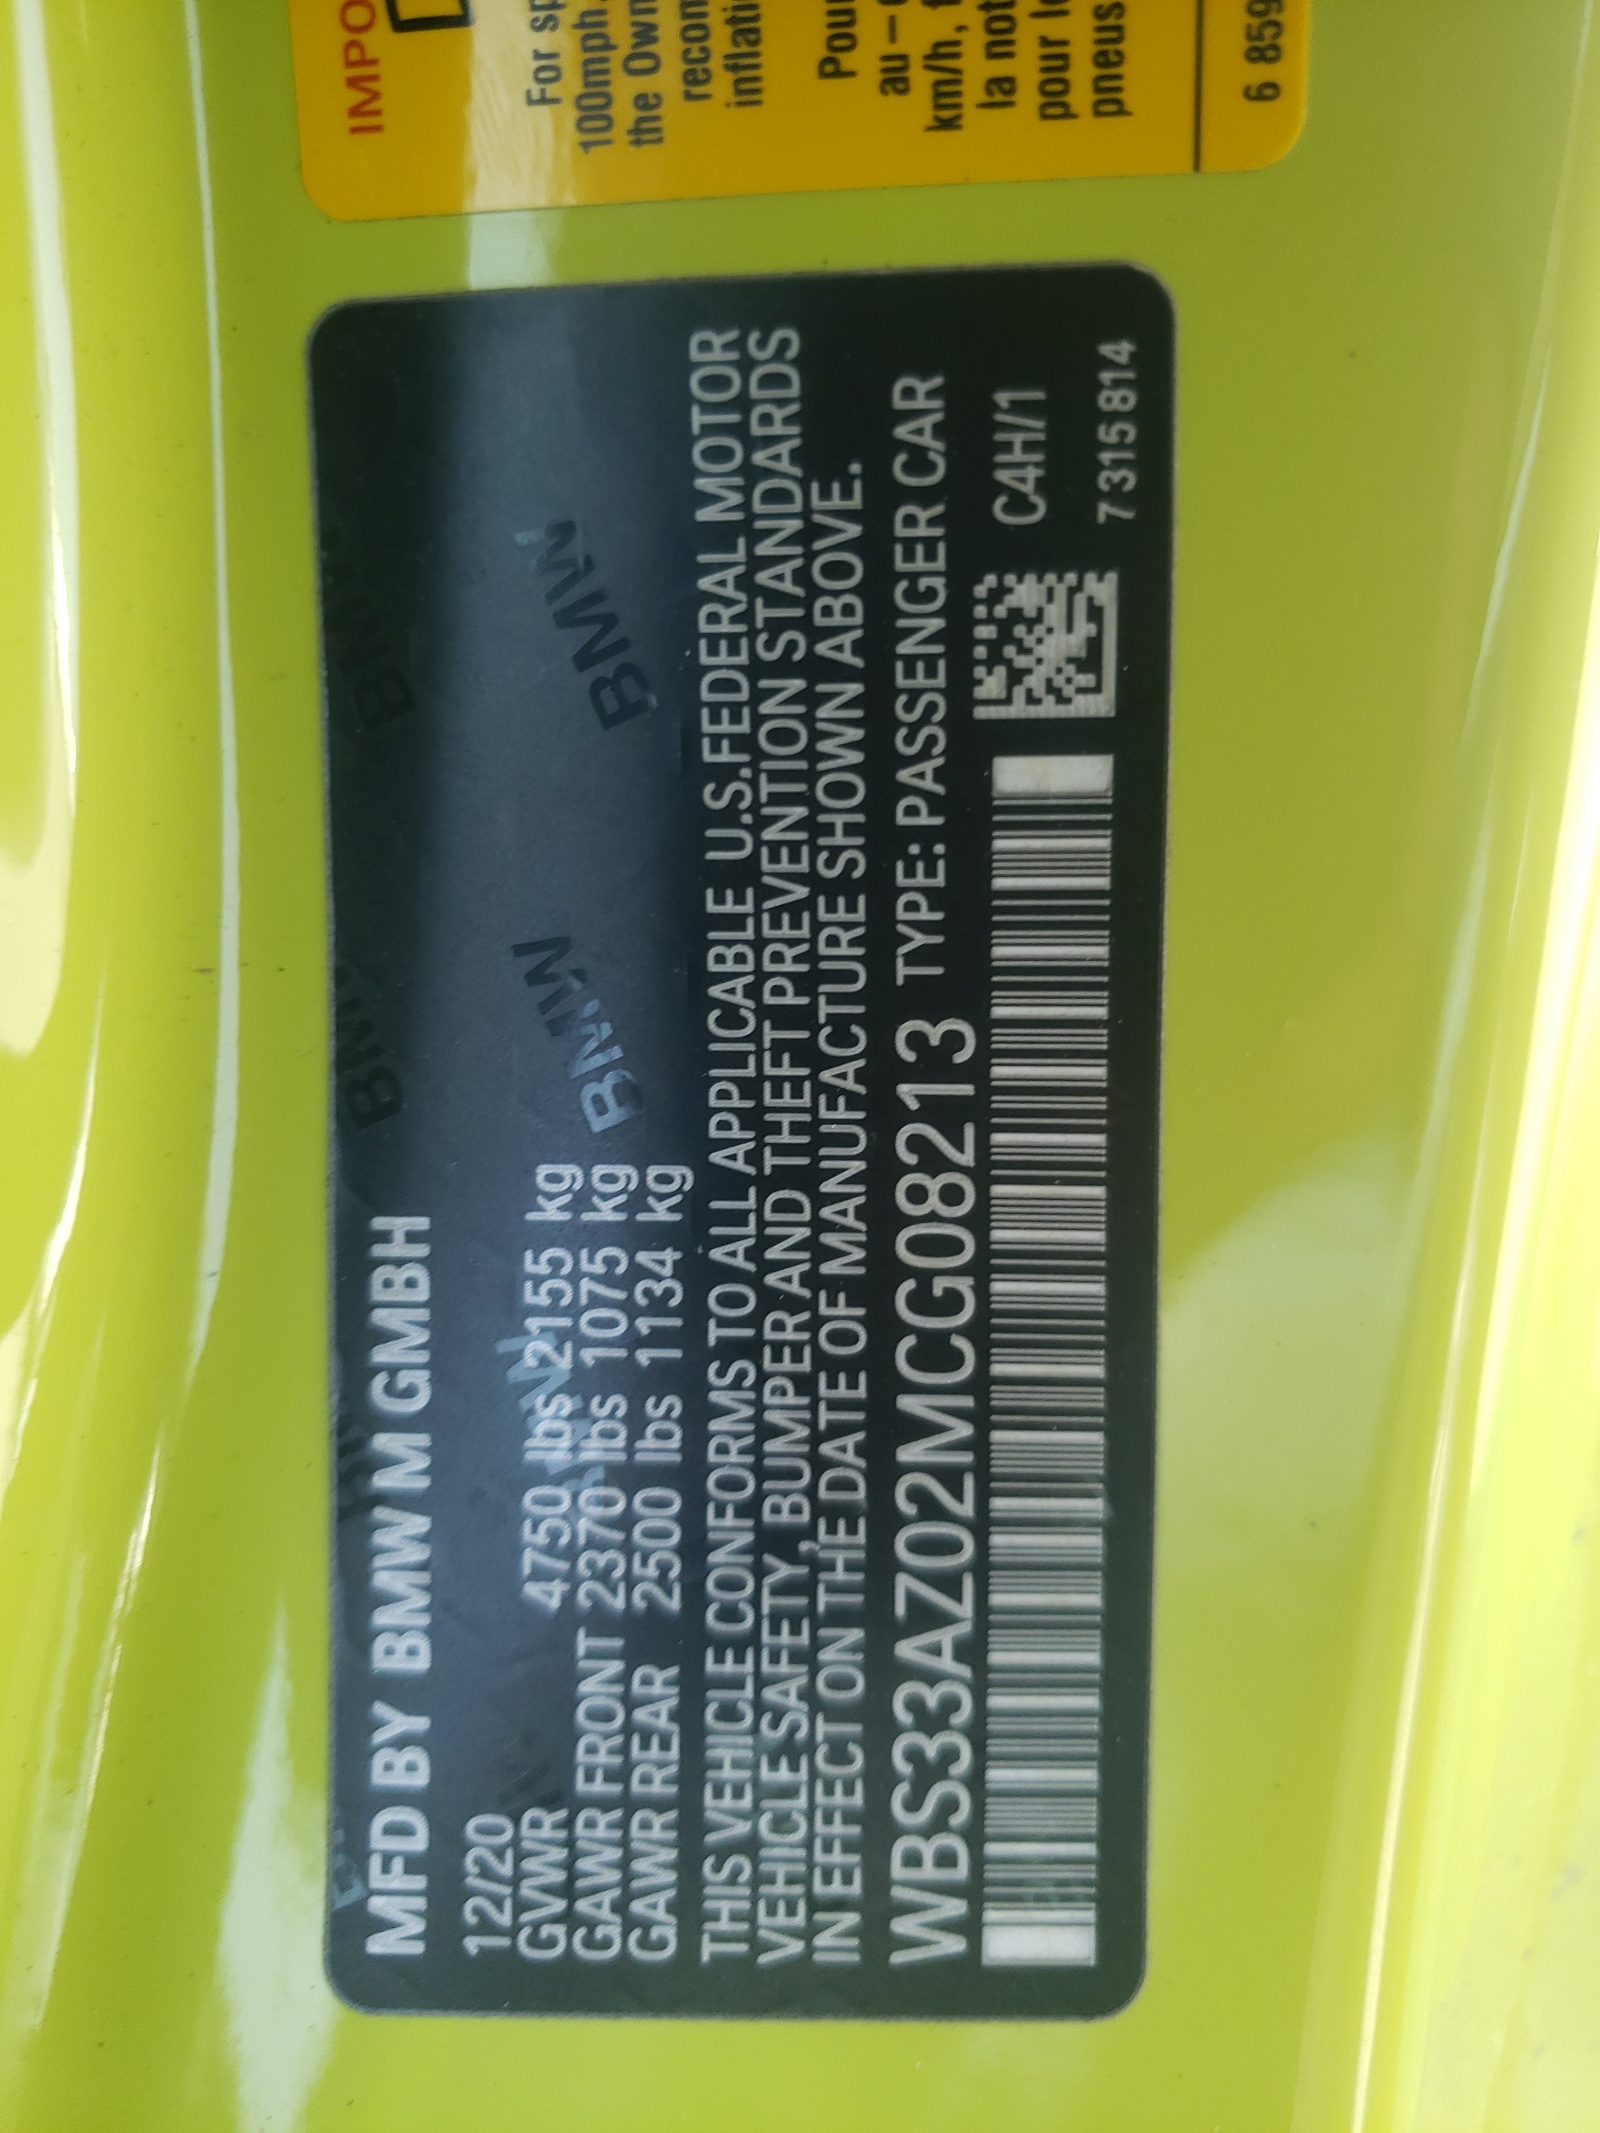 MFD BY BMW M GMBH
12/20
GVWR 4750 lbs 2155 kg
GAWR FRONT 2370 lbs 1075 kg
GAWR REAR 2500 lbs 1134 kg
THIS VEHICLE CONFORMS TO ALL APPLICABLE U.S.FEDERAL MOTOR
VEHICLE SAFETY, BUMPER AND THEFT PREVENTION STANDARDS
IN EFFECT ON THE DATE OF MANUFACTURE SHOWN ABOVE.
WBS33AZ02MCG08213 TYPE: PASSENGER CAR
C4H/1
7315814
BMW
BMW
BMW
BMW
IMPO
For sp
100mph,
the Own
recom
inflati
Pour
au-d
km/h, t
la not
pour le
pneus
6 859